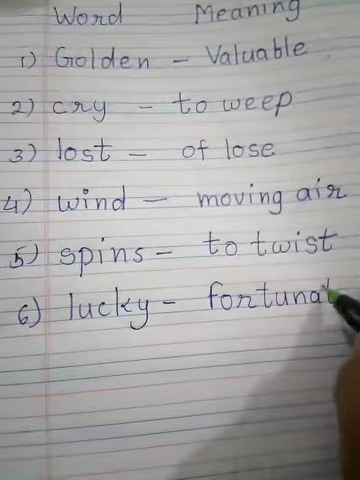 Word Meaning
1) Golden - Valuable
2) cry - to weep
3) lost - of lose
4) wind - moving air
5) spins - to twist
6) lucky - fortunat